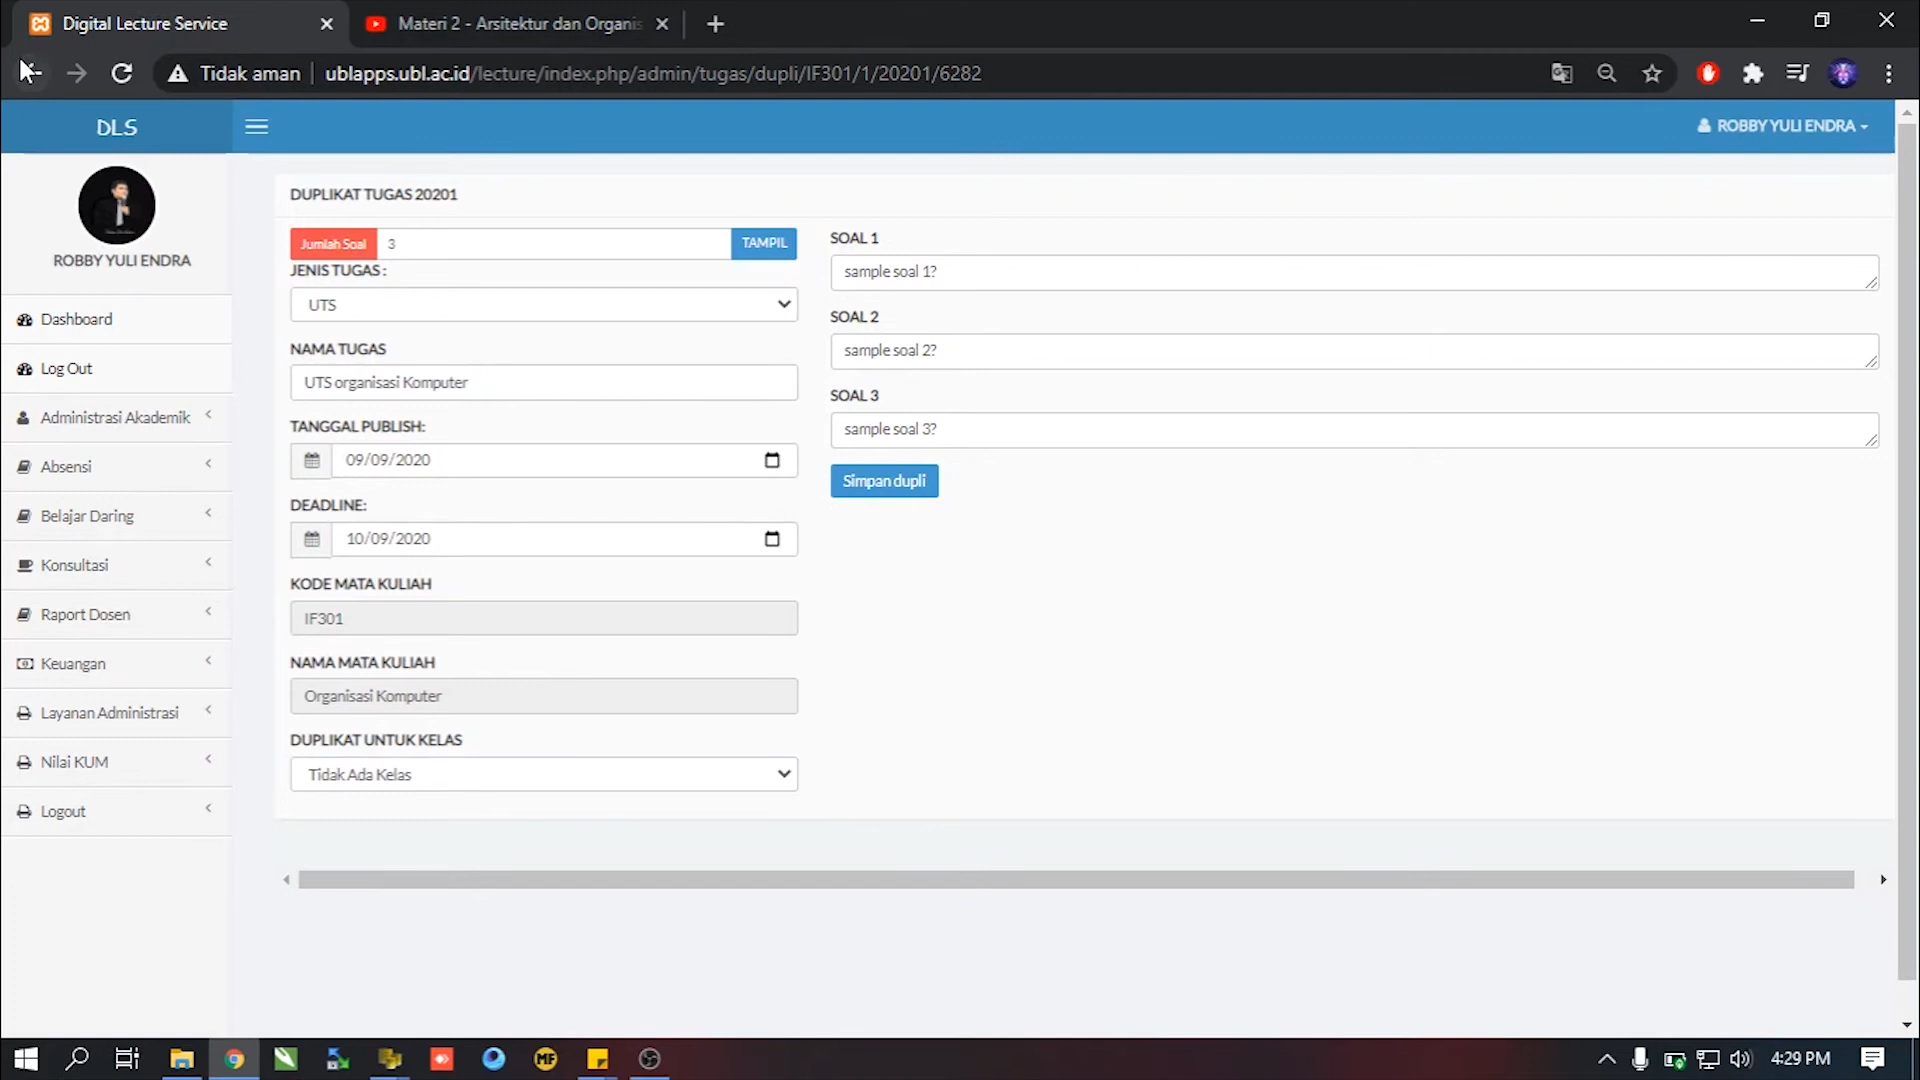 Digital Lecture Service
Materi 2 - Arsitektur dan Organis
Tidak aman
ublapps.ubl.ac.id/lecture/index.php/admin/tugas/dupli/IF301/1/20201/6282
DLS
ROBBY YULI ENDRA
ROBBY YULI ENDRA
Dashboard
Log Out
Administrasi Akademik
Absensi
Belajar Daring
Konsultasi
Raport Dosen
Keuangan
Layanan Administrasi
Nilai KUM
Logout
DUPLIKAT TUGAS 20201
Jumlah Soal 3 TAMPIL
JENIS TUGAS :
UTS
NAMA TUGAS
UTS organisasi Komputer
TANGGAL PUBLISH:
09/09/2020
DEADLINE:
10/09/2020
KODE MATA KULIAH
IF301
NAMA MATA KULIAH
Organisasi Komputer
DUPLIKAT UNTUK KELAS
Tidak Ada Kelas
SOAL 1
sample soal 1?
SOAL 2
sample soal 2?
SOAL 3
sample soal 3?
Simpan dupli
MF
4:29 PM